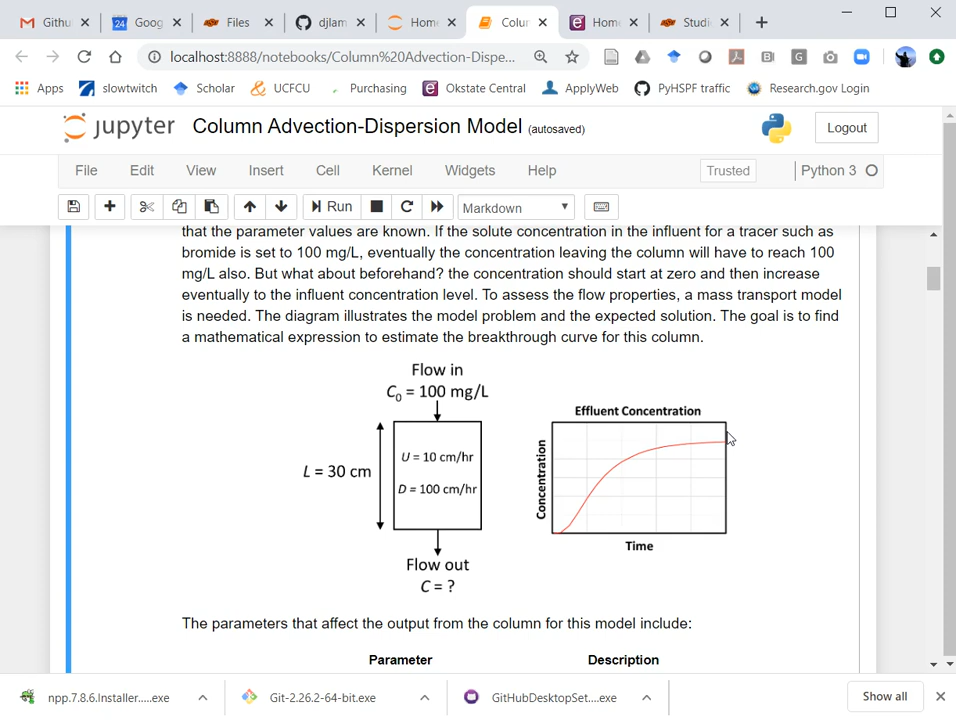 Githu
24
Goog
Files
djlam
Home
Colur
Home
Studi
localhost:8888/notebooks/Column%20Advection-Dispe...
Apps
slowtwitch
Scholar
UCFCU
Purchasing
Okstate Central
ApplyWeb
PyHSPF traffic
Research.gov Login
jupyter
Column Advection-Dispersion Model (autosaved)
Logout
File
Edit
View
Insert
Cell
Kernel
Widgets
Help
Trusted
Python 3
Run
Markdown
that the parameter values are known. If the solute concentration in the influent for a tracer such as
bromide is set to 100 mg/L, eventually the concentration leaving the column will have to reach 100
mg/L also. But what about beforehand? the concentration should start at zero and then increase
eventually to the influent concentration level. To assess the flow properties, a mass transport model
is needed. The diagram illustrates the model problem and the expected solution. The goal is to find
a mathematical expression to estimate the breakthrough curve for this column.
Flow in
C₀ = 100 mg/L
L = 30 cm
U = 10 cm/hr
D = 100 cm/hr
Flow out
C = ?
Effluent Concentration
Concentration
Time
The parameters that affect the output from the column for this model include:
Parameter
Description
npp.7.8.6.Installer.....exe
Git-2.26.2-64-bit.exe
GitHubDesktopSet....exe
Show all